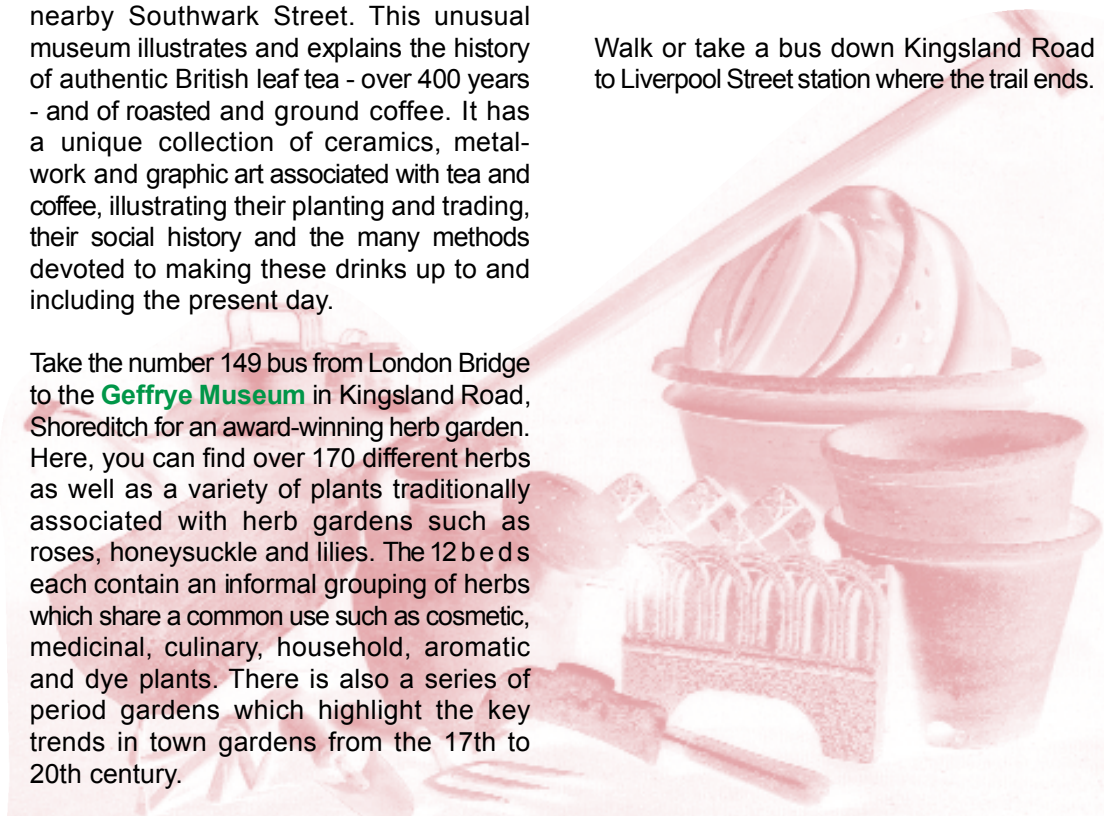 nearby Southwark Street. This unusual
museum illustrates and explains the history
of authentic British leaf tea - over 400 years
- and of roasted and ground coffee. It has
a unique collection of ceramics, metal-
work and graphic art associated with tea and
coffee, illustrating their planting and trading,
their social history and the many methods
devoted to making these drinks up to and
including the present day.

Take the number 149 bus from London Bridge
to the Geffrye Museum in Kingsland Road,
Shoreditch for an award-winning herb garden.
Here, you can find over 170 different herbs
as well as a variety of plants traditionally
associated with herb gardens such as
roses, honeysuckle and lilies. The 12 beds
each contain an informal grouping of herbs
which share a common use such as cosmetic,
medicinal, culinary, household, aromatic
and dye plants. There is also a series of
period gardens which highlight the key
trends in town gardens from the 17th to
20th century.

Walk or take a bus down Kingsland Road
to Liverpool Street station where the trail ends.